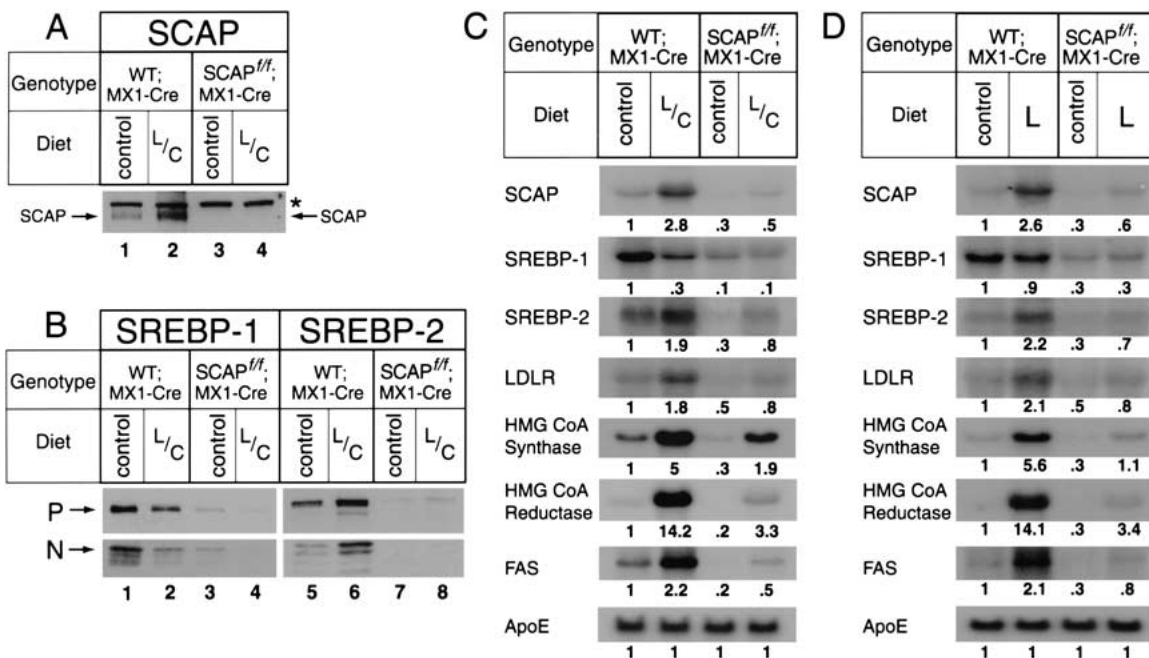 A
SCAP
Genotype
WT; MX1-Cre
SCAPf/f; MX1-Cre
Diet
control L/C control L/C
SCAP * SCAP
1 2 3 4
B
SREBP-1 SREBP-2
Genotype
WT; MX1-Cre
SCAPf/f; MX1-Cre
WT; MX1-Cre
SCAPf/f; MX1-Cre
Diet
control L/C control L/C control L/C control L/C
P
N
1 2 3 4 5 6 7 8
C
Genotype
WT; MX1-Cre
SCAPf/f; MX1-Cre
Diet
control L/C control L/C
SCAP
1 2.8 .3 .5
SREBP-1
1 .3 .1 .1
SREBP-2
1 1.9 .3 .8
LDLR
1 1.8 .5 .8
HMG CoA
Synthase
1 5 .3 1.9
HMG CoA
Reductase
1 14.2 .2 3.3
FAS
1 2.2 .2 .5
ApoE
1 1 1 1
D
Genotype
WT; MX1-Cre
SCAPf/f; MX1-Cre
Diet
control L control L
SCAP
1 2.6 .3 .6
SREBP-1
1 .9 .3 .3
SREBP-2
1 2.2 .3 .7
LDLR
1 2.1 .5 .8
HMG CoA
Synthase
1 5.6 .3 1.1
HMG CoA
Reductase
1 14.1 .3 3.4
FAS
1 2.1 .3 .8
ApoE
1 1 1 1